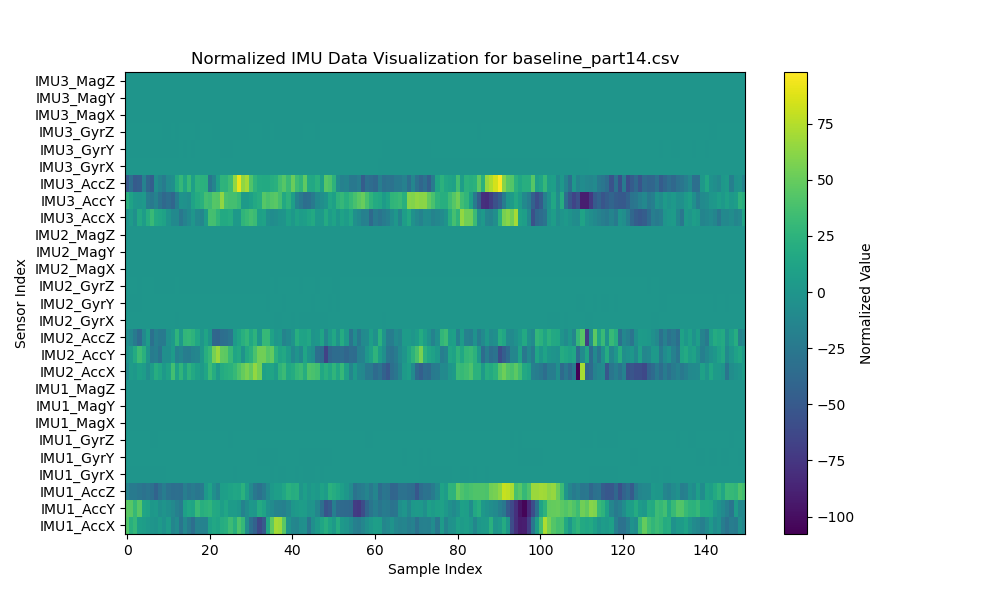 Normalized IMU Data Visualization for baseline_part14.csv
IMU3_MagZ
IMU3_MagY
IMU3_MagX
IMU3_GyrZ
IMU3_GyrY
IMU3_GyrX
IMU3_AccZ
IMU3_AccY
IMU3_AccX
IMU2_MagZ
IMU2_MagY
IMU2_MagX
IMU2_GyrZ
IMU2_GyrY
IMU2_GyrX
IMU2_AccZ
IMU2_AccY
IMU2_AccX
IMU1_MagZ
IMU1_MagY
IMU1_MagX
IMU1_GyrZ
IMU1_GyrY
IMU1_GyrX
IMU1_AccZ
IMU1_AccY
IMU1_AccX
Sensor Index
0 20 40 60 80 100 120 140
Sample Index
75
50
25
0
−25
−50
−75
−100
Normalized Value